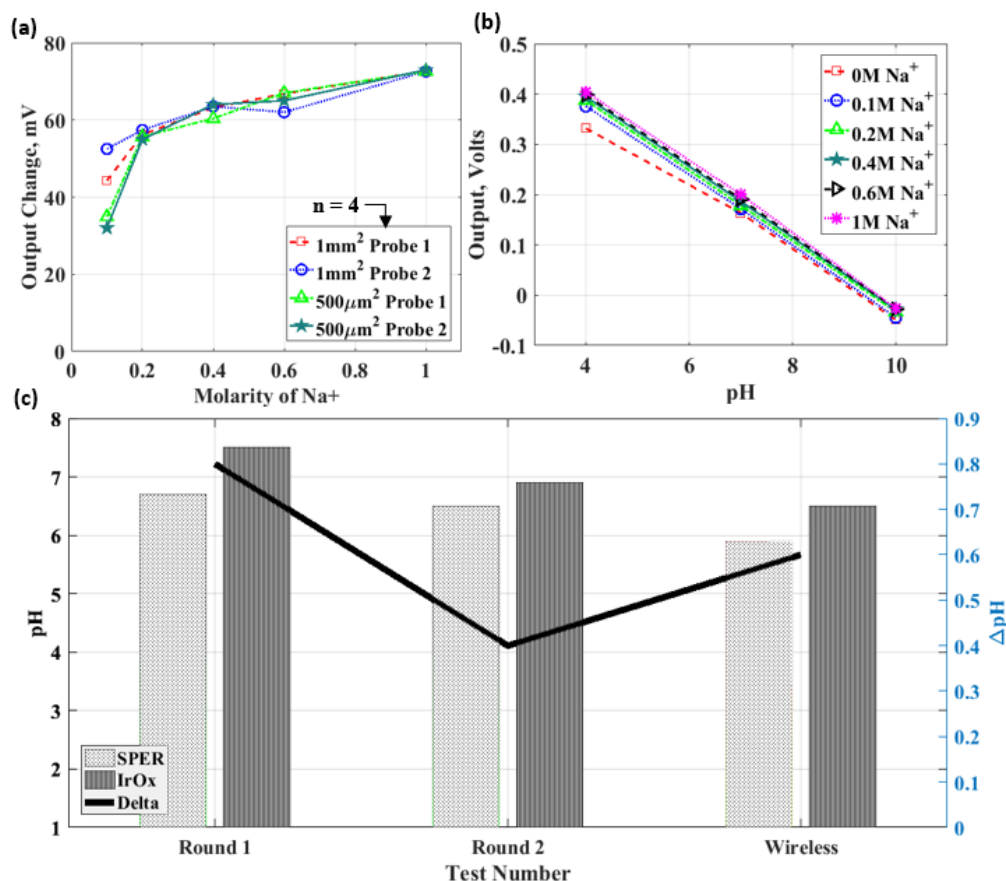 (a)
80
60
40
20
0
0
0.2
0.4
0.6
0.8
1
Output Change, mV
Molarity of Na+
n = 4
1mm² Probe 1
1mm² Probe 2
500μm² Probe 1
500μm² Probe 2
(b)
0.5
0.4
0.3
0.2
0.1
0
-0.1
4
6
8
10
Output, Volts
pH
0M Na⁺
0.1M Na⁺
0.2M Na⁺
0.4M Na⁺
0.6M Na⁺
1M Na⁺
(c)
8
7
6
5
4
3
2
1
pH
0.9
0.8
0.7
0.6
0.5
0.4
0.3
0.2
0.1
0
△pH
SPER
IrOx
Delta
Round 1
Round 2
Wireless
Test Number